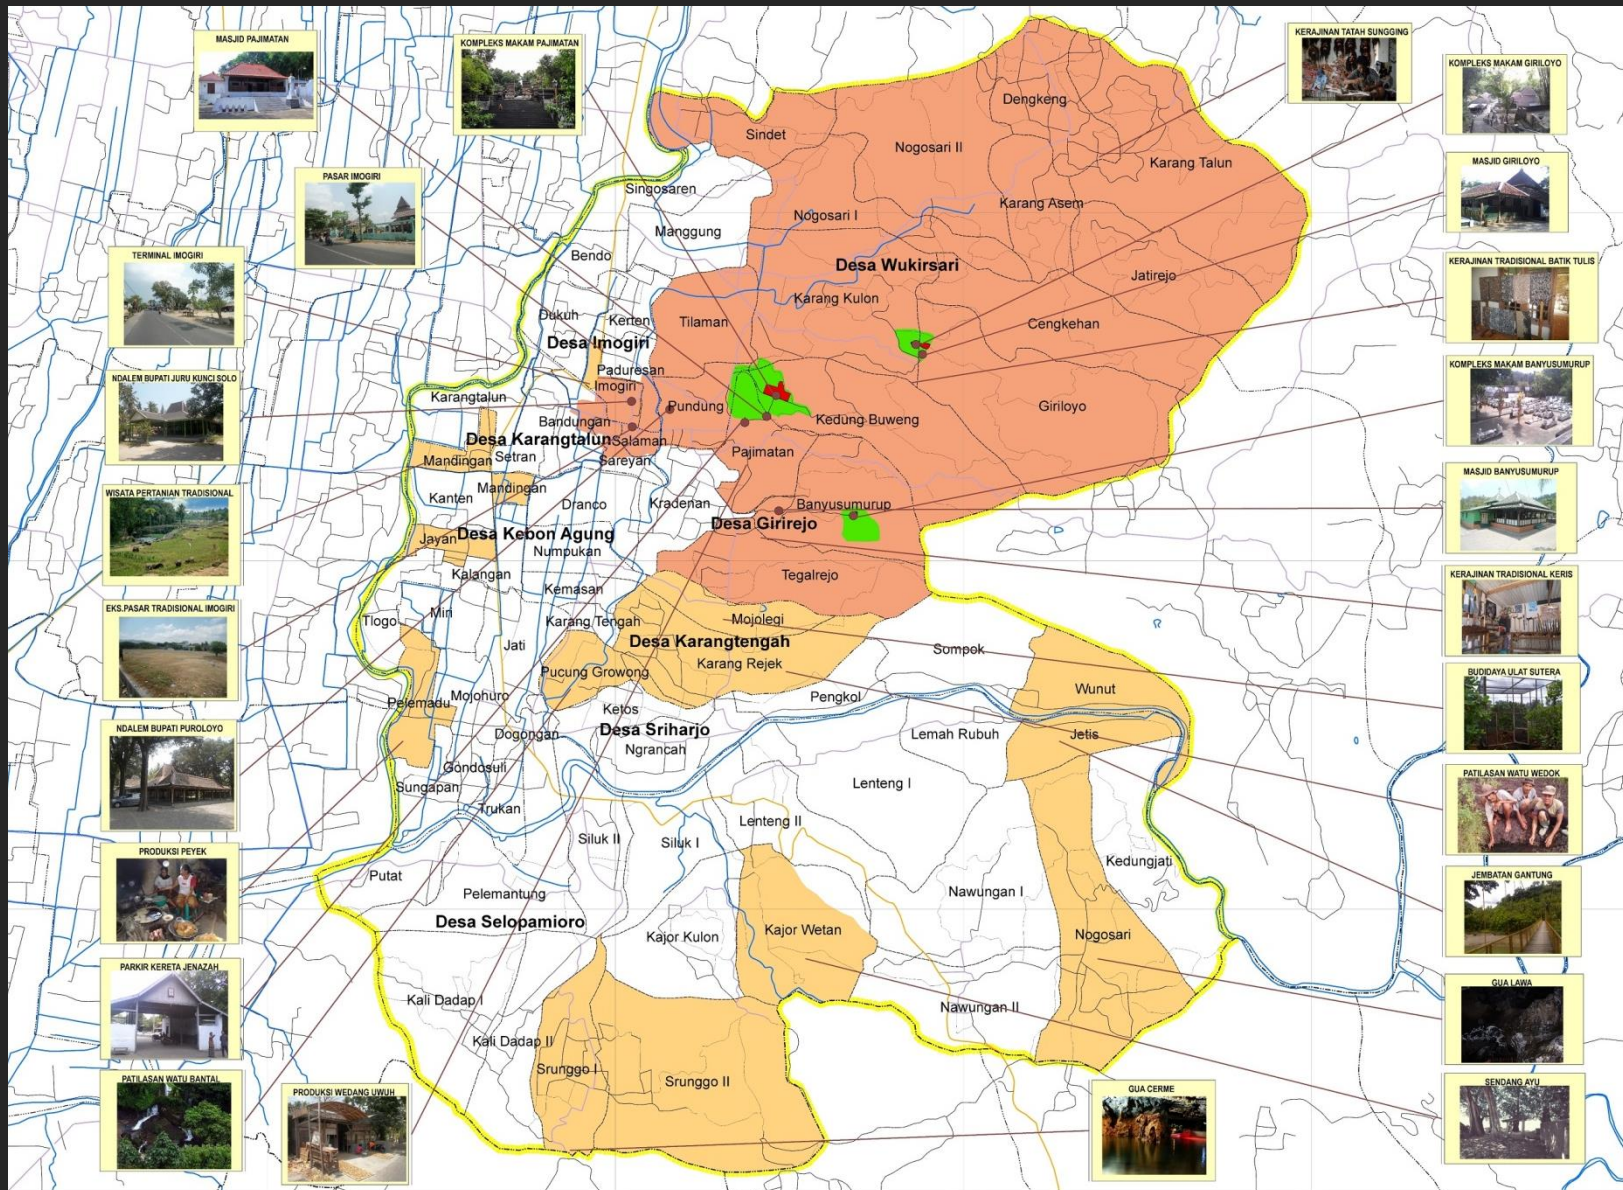 MASJID PAJIMATAN
KOMPLEKS MAKAM PAJIMATAN
KERAJINAN TATAH SUNGGING
KOMPLEKS MAKAM GIRILOYO
PASAR IMOGIRI
MASJID GIRILOYO
TERMINAL IMOGIRI
KERAJINAN TRADISIONAL BATIK TULIS
NDALEM BUPATI JURU KUNCI SOLO
KOMPLEKS MAKAM BANYUSUMURUP
WISATA PERTANIAN TRADISIONAL
MASJID BANYUSUMURUP
EKS.PASAR TRADISIONAL IMOGIRI
KERAJINAN TRADISIONAL KERIS
NDALEM BUPATI PUROLOYO
BUDIDAYA ULAT SUTERA
PRODUKSI PEYEK
PATILASAN WATU WEDOK
PARKIR KERETA JENAZAH
JEMBATAN GANTUNG
PATILASAN WATU BANTAL
GUA LAWA
PRODUKSI WEDANG UWUH
GUA CERME
SENDANG AYU
Dengkeng
Sindet
Nogosari II
Karang Talun
Singosaren
Karang Asem
Nogosari I
Manggung
Bendo
Desa Wukirsari
Jatirejo
Karang Kulon
Dukuh
Kerten
Tilaman
Cengkehan
Desa Imogiri
Paduresan
Imogiri
Karangtalun
Pundung
Giriloyo
Bandungan
Kedung Buweng
Desa Karangtalun
Salaman
Setran
Pajimatan
Mandingan
Sareyan
Mandingan
Kanten
Dranco
Kradenan
Banyusumurup
Desa Girirejo
Jayan
Desa Kebon Agung
Numpukan
Kalangan
Tegalrejo
Kemasan
Miri
Tlogo
Karang Tengah
Mojolegi
Desa Karangtengah
Jati
Sompok
Karang Rejek
Pucung Growong
Wunut
Pelemadu
Mojohuro
Pengkol
Ketos
Desa Sriharjo
Dogongan
Lemah Rubuh
Jetis
Ngrancah
Gondosuli
Sungapan
Lenteng I
Trukan
Lenteng II
Siluk II
Siluk I
Kedungjati
Putat
Pelemantung
Nawungan I
Desa Selopamioro
Kajor Wetan
Kajor Kulon
Nogosari
Kali Dadap I
Nawungan II
Kali Dadap II
Srunggo I
Srunggo II